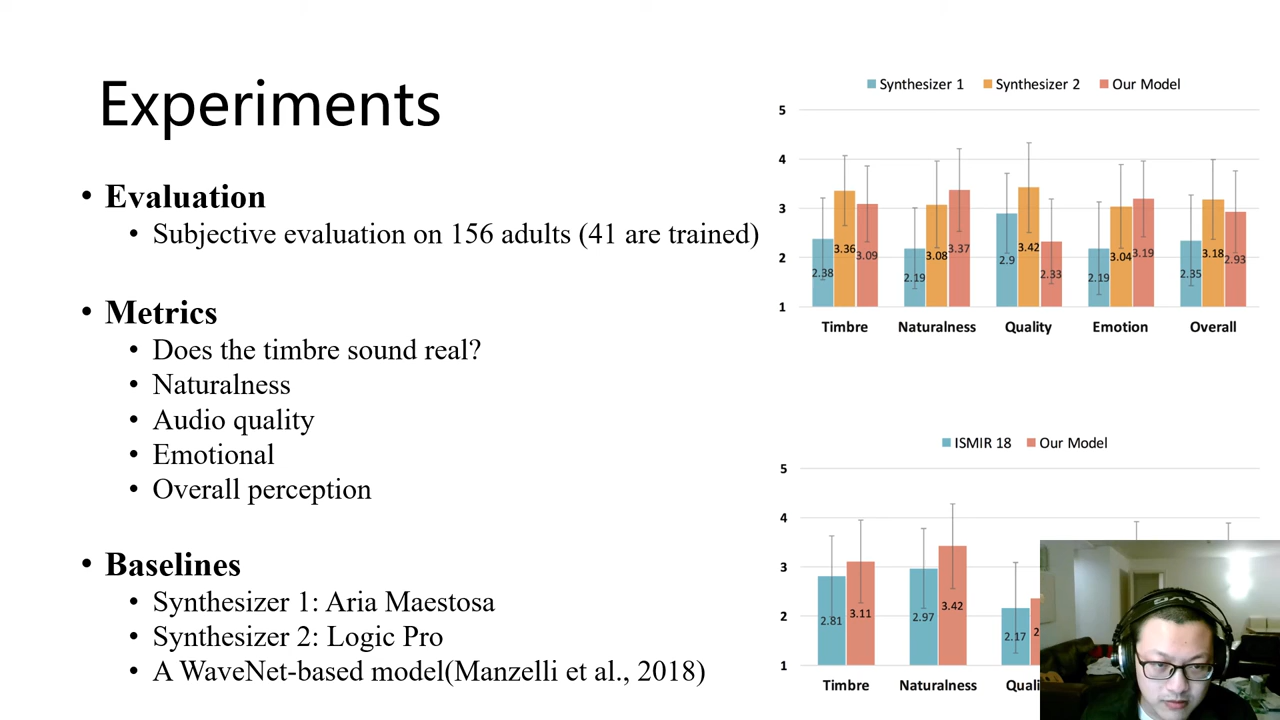 Experiments
• Evaluation
• Subjective evaluation on 156 adults (41 are trained)
• Metrics
• Does the timbre sound real?
• Naturalness
• Audio quality
• Emotional
• Overall perception
• Baselines
• Synthesizer 1: Aria Maestosa
• Synthesizer 2: Logic Pro
• A WaveNet-based model(Manzelli et al., 2018)
Synthesizer 1 Synthesizer 2 Our Model
5
4
3
2
1
2.38 3.36 3.09 2.19 3.08 3.37 2.9 3.42 2.33 2.19 3.04 3.19 2.35 3.18 2.93
Timbre Naturalness Quality Emotion Overall
ISMIR 18 Our Model
5
4
3
2
1
2.81 3.11 2.97 3.42 2.17
Timbre Naturalness